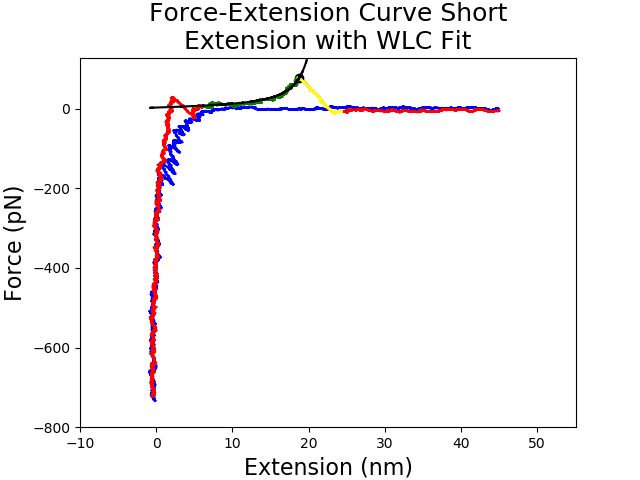 Force-Extension Curve Short
Extension with WLC Fit
0
−200
−400
−600
−800
Force (pN)
−10 0 10 20 30 40 50
Extension (nm)